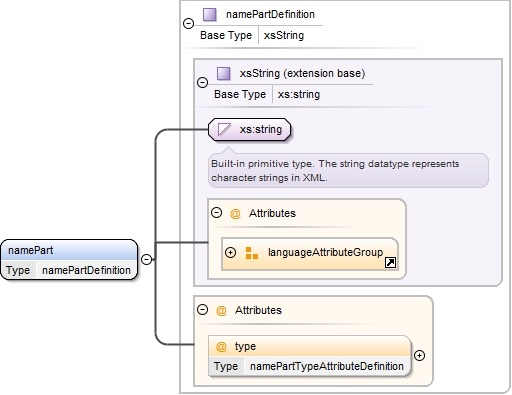 namePartDefinition
Base Type xsString
xsString (extension base)
Base Type xs:string
xs:string
Built-in primitive type. The string datatype represents
character strings in XML.
@ Attributes
languageAttributeGroup
namePart
Type namePartDefinition
@ Attributes
@ type
Type namePartTypeAttributeDefinition